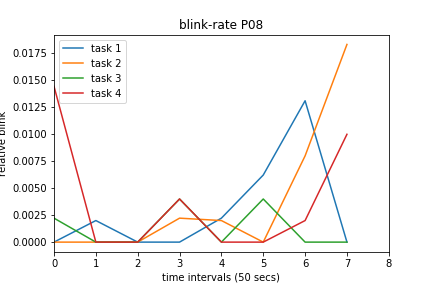 blink-rate P08
task 1
task 2
task 3
task 4
0.0175
0.0150
0.0125
0.0100
0.0075
0.0050
0.0025
0.0000
relative blink
0 1 2 3 4 5 6 7 8
time intervals (50 secs)